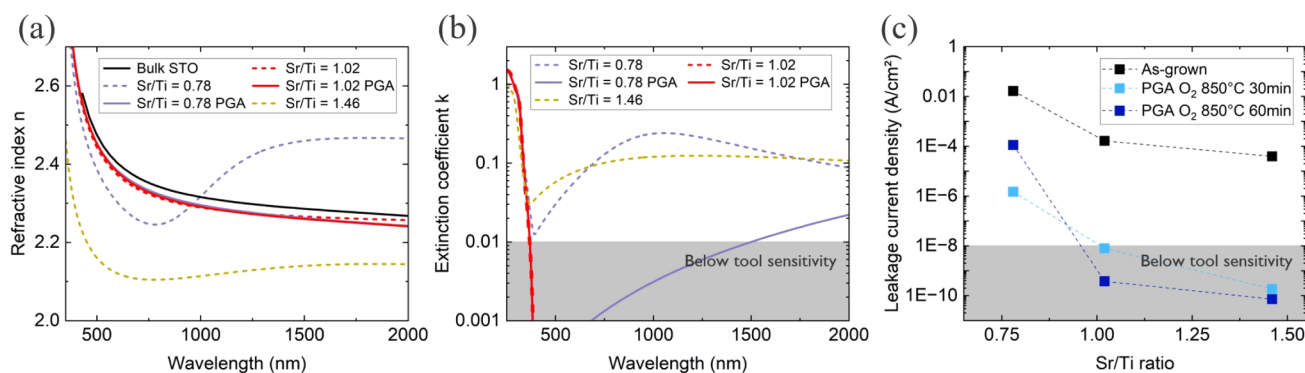 (a)
2.6
2.5
2.4
2.3
2.2
2.1
2.0
Refractive index n
Bulk STO
Sr/Ti = 0.78
Sr/Ti = 0.78 PGA
Sr/Ti = 1.02
Sr/Ti = 1.02 PGA
Sr/Ti = 1.46
500 1000 1500 2000
Wavelength (nm)
(b)
1
0.1
0.01
0.001
Extinction coefficient k
Sr/Ti = 0.78
Sr/Ti = 0.78 PGA
Sr/Ti = 1.46
Sr/Ti = 1.02
Sr/Ti = 1.02 PGA
Below tool sensitivity
500 1000 1500 2000
Wavelength (nm)
(c)
1
0.01
1E−4
1E−6
1E−8
1E−10
Leakage current density (A/cm²)
As-grown
PGA O₂ 850°C 30min
PGA O₂ 850°C 60min
Below tool sensitivity
0.75 1.00 1.25 1.50
Sr/Ti ratio